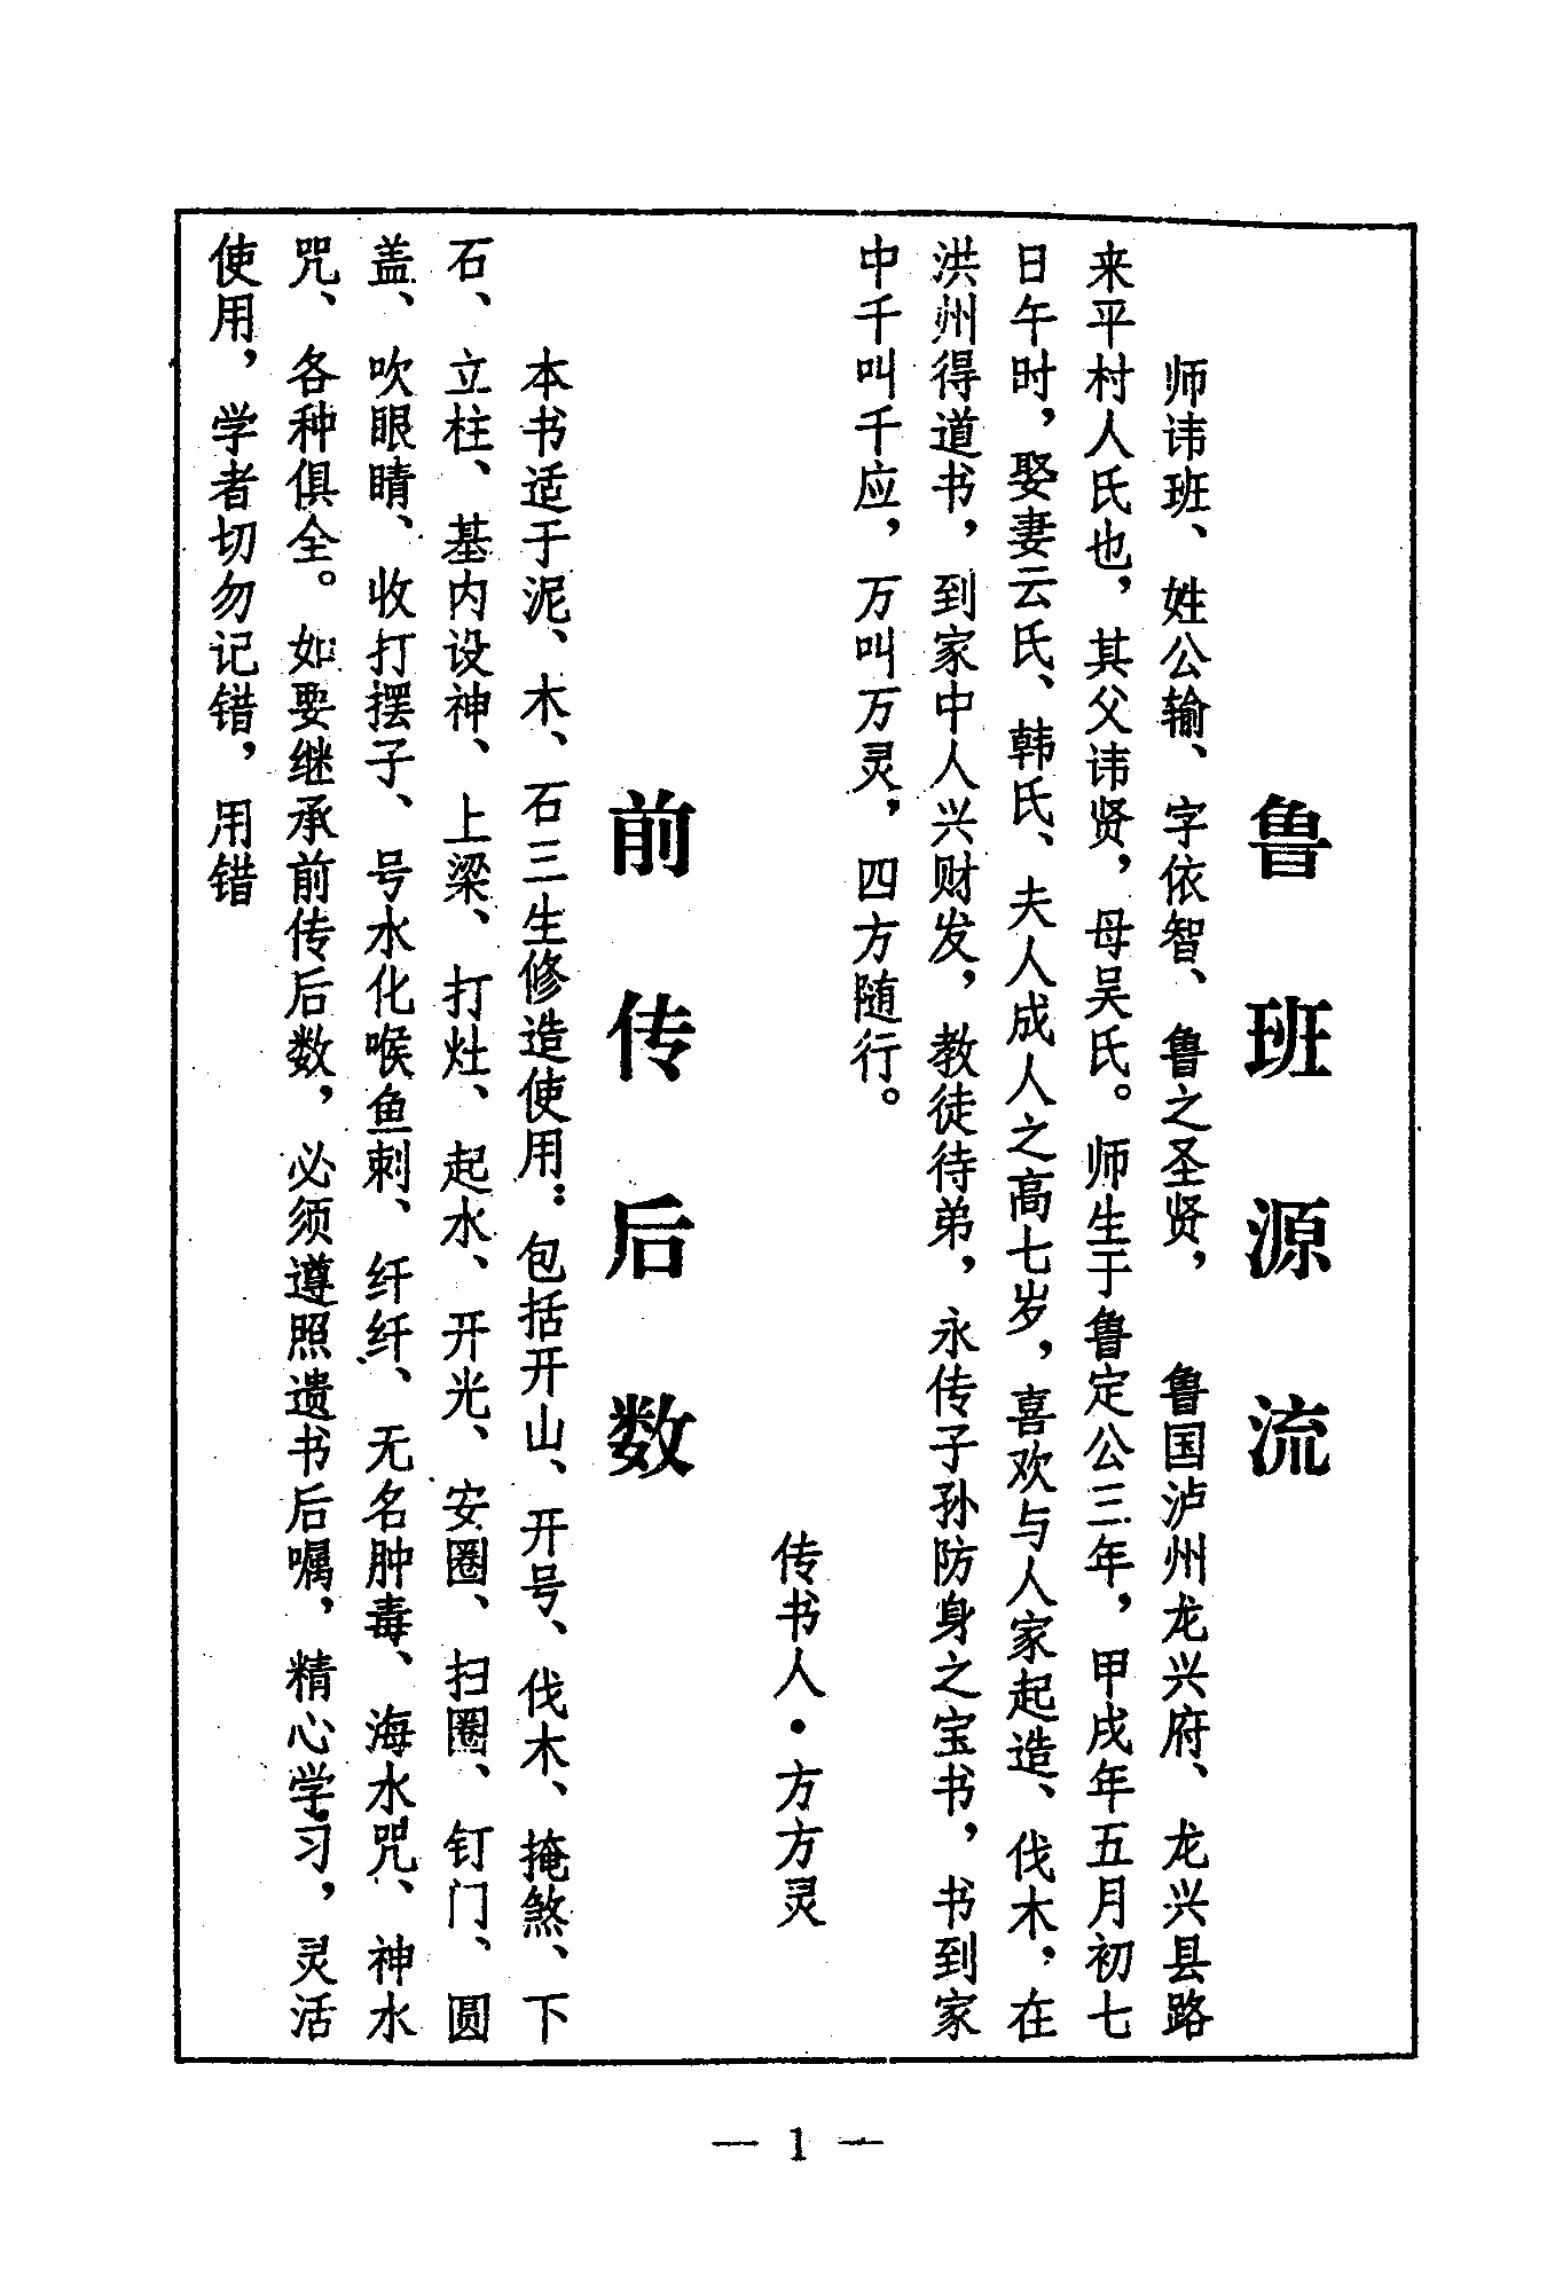 鲁班源流
师讳班、姓公输、字依智、鲁之圣贤，鲁国泸州龙兴府、龙兴县路
来平村人氏也，其父讳贤，母吴氏。师生于鲁定公三年，甲戌年五月初七
日午时，娶妻云氏、韩氏、夫人成人之高七岁，喜欢与人家起造、伐木，在
洪州得道书，到家中人兴财发，教徒待弟，永传子孙防身之宝书，书到家
中千叫千应，万叫万灵，四方随行。
传书人·方方灵
前传后数
本书适于泥、木、石三生修造使用：包括开山、开号、伐木、掩煞、下
石、立柱、基内设神、上梁、打灶、起水、开光、安圈、扫圈、钉门、圆
盖、吹眼睛、收打摆子、号水化喉鱼刺、纤纤、无名肿毒、海水咒、神水
咒、各种俱全。如要继承前传后数，必须遵照遗书后嘱，精心学习，灵活
使用，学者切勿记错，用错
— 1 —